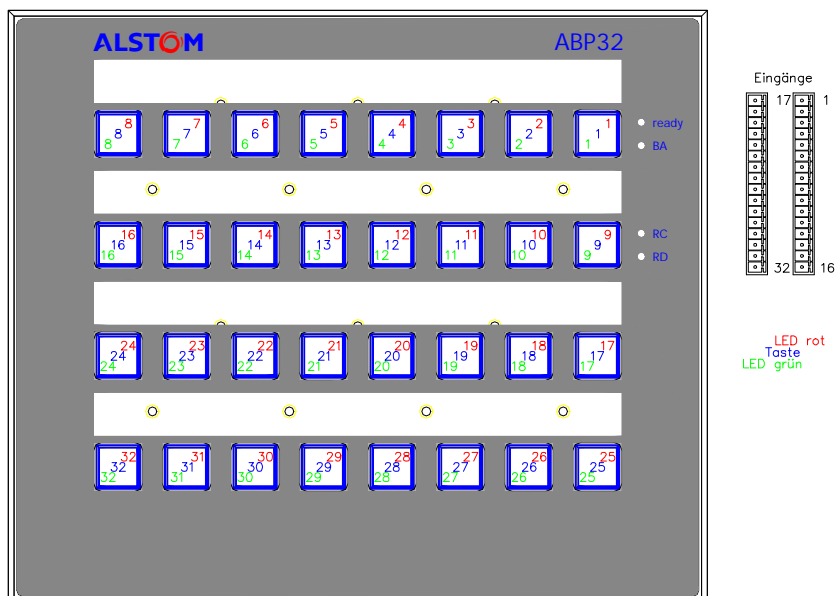 ALSTOM ABP32
Eingänge
17 1
8 7 6 5 4 3 2 1 ready
8 7 6 5 4 3 2 1
8 7 6 5 4 3 2 1 BA
16 15 14 13 12 11 10 9 RC
16 15 14 13 12 11 10 9
16 15 14 13 12 11 10 9 RD
32 16
24 23 22 21 20 19 18 17
24 23 22 21 20 19 18 17
24 23 22 21 20 19 18 17
LED rot
Taste
LED grün
32 31 30 29 28 27 26 25
32 31 30 29 28 27 26 25
32 31 30 29 28 27 26 25